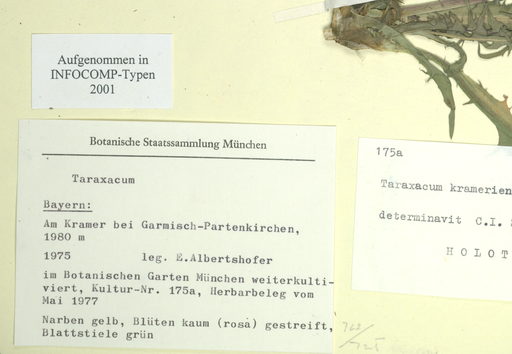 Aufgenommen in
INFOCOMP-Typen
2001
Botanische Staatssammlung München
Taraxacum
Bayern:
Am Kramer bei Garmisch-Partenkirchen,
1980 m
1975 leg. E.Albertshofer
im Botanischen Garten München weiterkulti-
viert, Kultur-Nr. 175a, Herbarbeleg vom
Mai 1977
Narben gelb, Blüten kaum (rosa) gestreift,
Blattstiele grün
175a
Taraxacum kramerien
determinavit C.I.
HOLOT